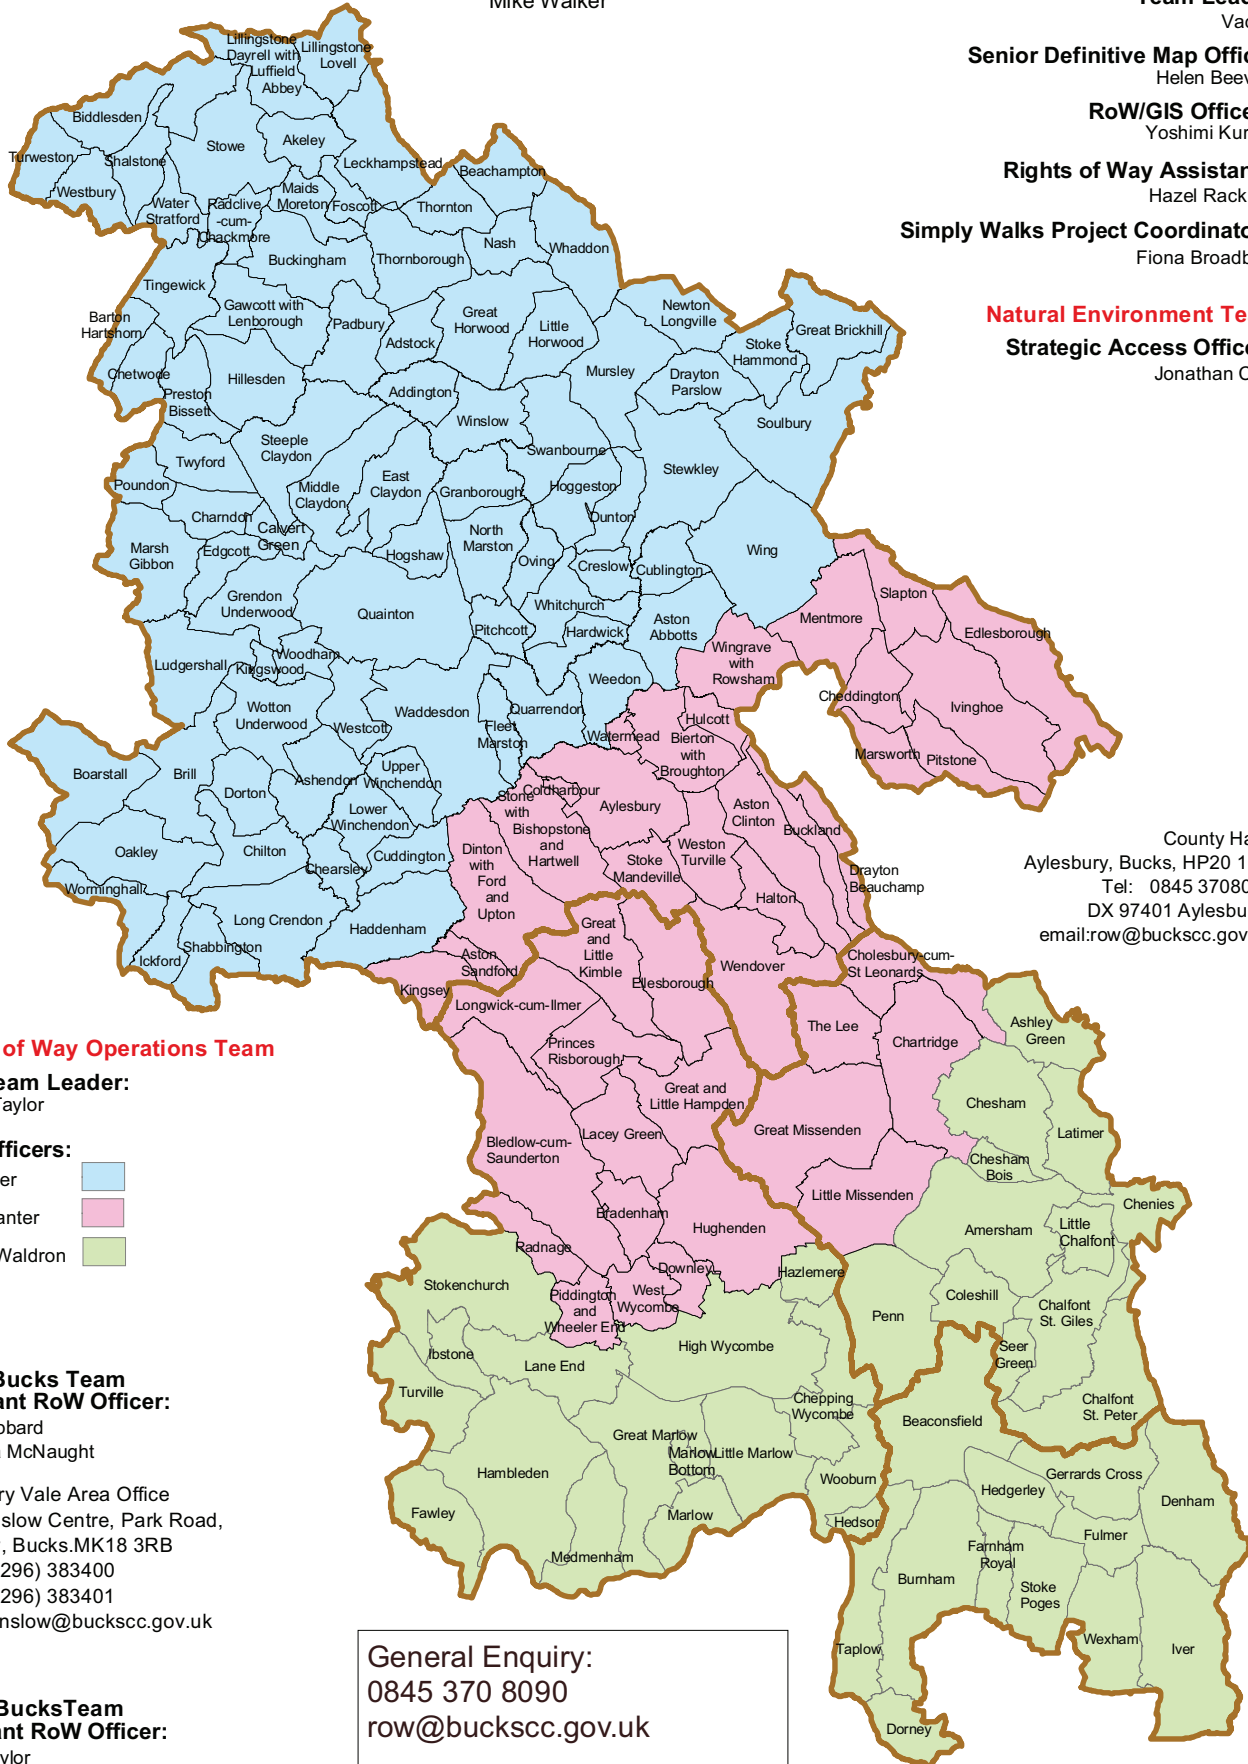 Mike Walker
Team Lead
Vac
Senior Definitive Map Offic
Helen Beev
RoW/GIS Office
Yoshimi Kur
Rights of Way Assistan
Hazel Rack
Simply Walks Project Coordinato
Fiona Broadb
Natural Environment Te
Strategic Access Office
Jonathan C
Lillingstone
Dayrell with
Luffield
Abbey
Lillingstone
Lovell
Biddlesden
Stowe
Akeley
Turweston
Shalstone
Leckhampstead
Beachampton
Westbury
Water
Stratford
Radclive
-cum-
Chackmore
Maids
Moreton
Foscott
Thornton
Nash
Whaddon
Buckingham
Thornborough
Tingewick
Barton
Hartshorn
Gawcott with
Lenborough
Padbury
Adstock
Great
Horwood
Little
Horwood
Newton
Longville
Stoke
Hammond
Great Brickhill
Chetwode
Preston
Bissett
Hillesden
Addington
Mursley
Drayton
Parslow
Winslow
Soulbury
Steeple
Claydon
Swanbourne
Twyford
Poundon
Middle
Claydon
East
Claydon
Granborough
Hoggeston
Stewkley
Charndon
Calvert
Green
Dunton
Marsh
Gibbon
Edgcott
Hogshaw
North
Marston
Oving
Creslow
Cublington
Wing
Grendon
Underwood
Quainton
Whitchurch
Pitchcott
Hardwick
Aston
Abbotts
Mentmore
Slapton
Edlesborough
Ludgershall
Kingswood
Woodham
Weedon
Wingrave
with
Rowsham
Cheddington
Ivinghoe
Wotton
Underwood
Westcott
Waddesdon
Fleet
Marston
Quarrendon
Watermead
Hulcott
Bierton
with
Broughton
Marsworth
Pitstone
Boarstall
Brill
Dorton
Ashendon
Upper
Winchendon
Lower
Winchendon
Stone
with
Bishopstone
and
Hartwell
Coldharbour
Aylesbury
Aston
Clinton
Buckland
Oakley
Chilton
Chearsley
Cuddington
Dinton
with
Ford
and
Upton
Stoke
Mandeville
Weston
Turville
Halton
Drayton
Beauchamp
Worminghall
Long Crendon
Haddenham
Ickford
Shabbington
Aston
Sandford
Kingsey
Great
and
Little
Kimble
Ellesborough
Wendover
Cholesbury-cum-
St Leonards
County Ha
Aylesbury, Bucks, HP20 1
Tel: 0845 37080
DX 97401 Aylesbu
email:row@buckscc.gov
Longwick-cum-Ilmer
Princes
Risborough
The Lee
Chartridge
Ashley
Green
Great and
Little Hampden
Chesham
Latimer
Bledlow-cum-
Saunderton
Lacey Green
Great Missenden
Chesham
Bois
Little Missenden
Chenies
Bradenham
Hughenden
Amersham
Little
Chalfont
Radnage
Downley
Hazlemere
Stokenchurch
Piddington
and
Wheeler End
West
Wycombe
Penn
Coleshill
Chalfont
St. Giles
Ibstone
Lane End
High Wycombe
Seer
Green
Turville
Chepping
Wycombe
Chalfont
St. Peter
Beaconsfield
Great Marlow
Marlow
Bottom
Little Marlow
Hambleden
Wooburn
Gerrards Cross
Hedgerley
Denham
Fawley
Marlow
Hedsor
Fulmer
Medmenham
Farnham
Royal
Burnham
Stoke
Poges
Taplow
Wexham
Iver
Dorney
of Way Operations Team
eam Leader:
Taylor
fficers:
er
anter
Waldron
Bucks Team
ant RoW Officer:
bbard
McNaught
ry Vale Area Office
slow Centre, Park Road,
, Bucks.MK18 3RB
296) 383400
296) 383401
nslow@buckscc.gov.uk
BucksTeam
ant RoW Officer:
ylor
General Enquiry:
0845 370 8090
row@buckscc.gov.uk